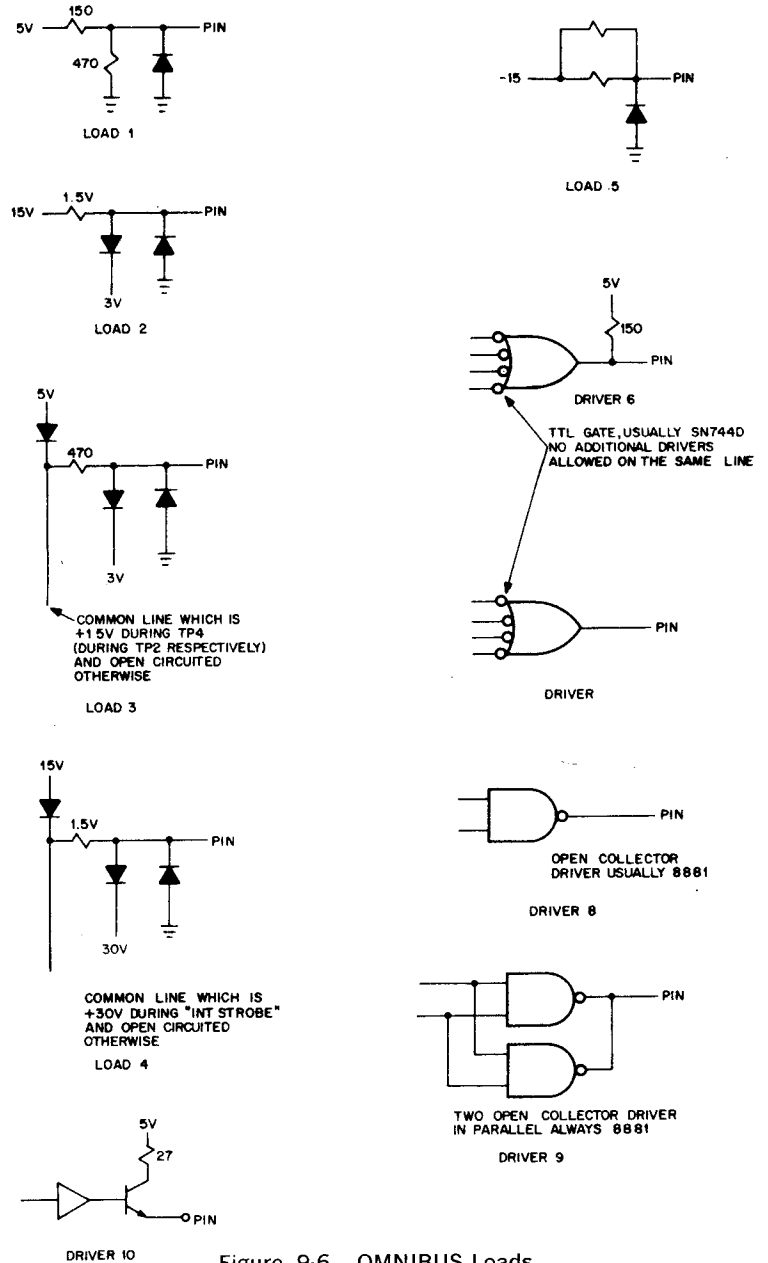 150
5V
PIN
470
LOAD 1
1.5V
15V
PIN
3V
LOAD 2
5V
470
PIN
3V
COMMON LINE WHICH IS
+15V DURING TP4
(DURING TP2 RESPECTIVELY)
AND OPEN CIRCUITED
OTHERWISE
LOAD 3
15V
1.5V
PIN
30V
COMMON LINE WHICH IS
+30V DURING "INT STROBE"
AND OPEN CIRCUITED
OTHERWISE
LOAD 4
5V
27
PIN
DRIVER 10
-15
PIN
LOAD 5
5V
150
PIN
DRIVER 6
TTL GATE, USUALLY SN744D
NO ADDITIONAL DRIVERS
ALLOWED ON THE SAME LINE
PIN
DRIVER
PIN
OPEN COLLECTOR
DRIVER USUALLY 8881
DRIVER 8
PIN
TWO OPEN COLLECTOR DRIVER
IN PARALLEL ALWAYS 8881
DRIVER 9
Figure 9-6 OMNIBUS Loads